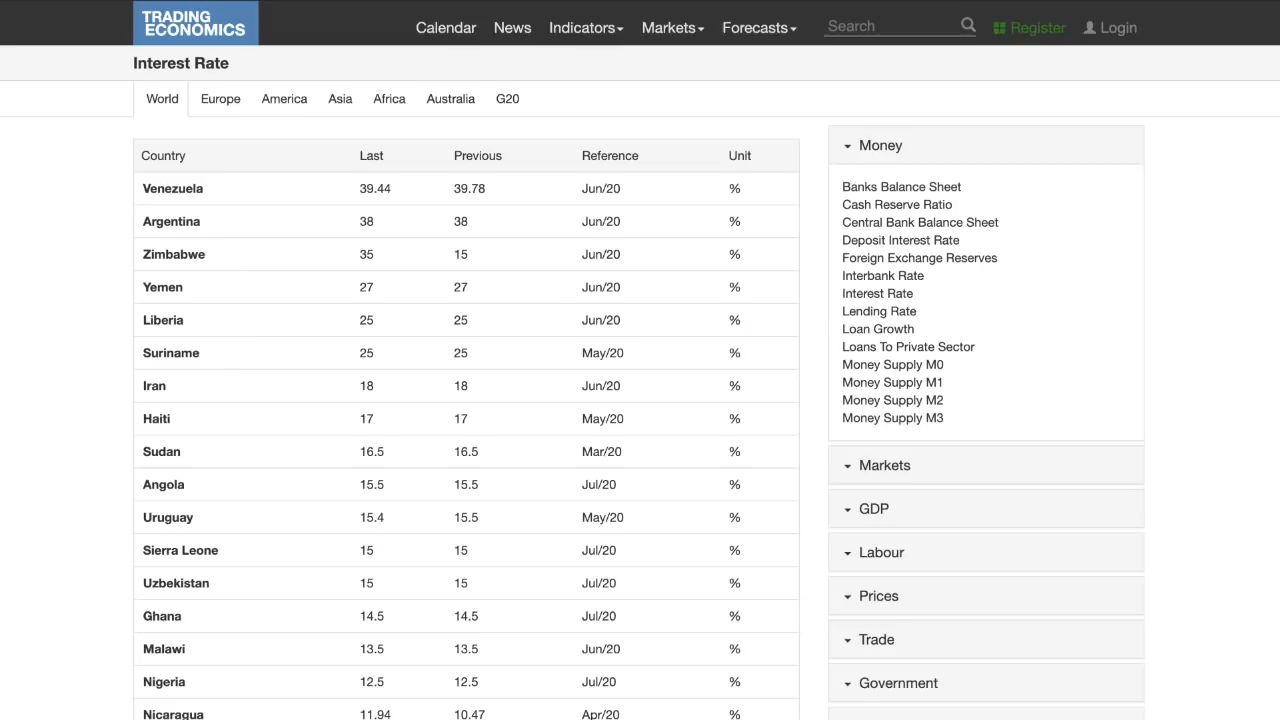 TRADING
ECONOMICS
Calendar News Indicators Markets Forecasts Search Register Login
Interest Rate
World Europe America Asia Africa Australia G20
Country Last Previous Reference Unit
Venezuela 39.44 39.78 Jun/20 %
Argentina 38 38 Jun/20 %
Zimbabwe 35 15 Jun/20 %
Yemen 27 27 Jun/20 %
Liberia 25 25 Jun/20 %
Suriname 25 25 May/20 %
Iran 18 18 Jun/20 %
Haiti 17 17 May/20 %
Sudan 16.5 16.5 Mar/20 %
Angola 15.5 15.5 Jul/20 %
Uruguay 15.4 15.5 May/20 %
Sierra Leone 15 15 Jul/20 %
Uzbekistan 15 15 Jul/20 %
Ghana 14.5 14.5 Jul/20 %
Malawi 13.5 13.5 Jun/20 %
Nigeria 12.5 12.5 Jul/20 %
Nicaragua 11.94 10.47 Apr/20 %
Money
Banks Balance Sheet
Cash Reserve Ratio
Central Bank Balance Sheet
Deposit Interest Rate
Foreign Exchange Reserves
Interbank Rate
Interest Rate
Lending Rate
Loan Growth
Loans To Private Sector
Money Supply M0
Money Supply M1
Money Supply M2
Money Supply M3
Markets
GDP
Labour
Prices
Trade
Government